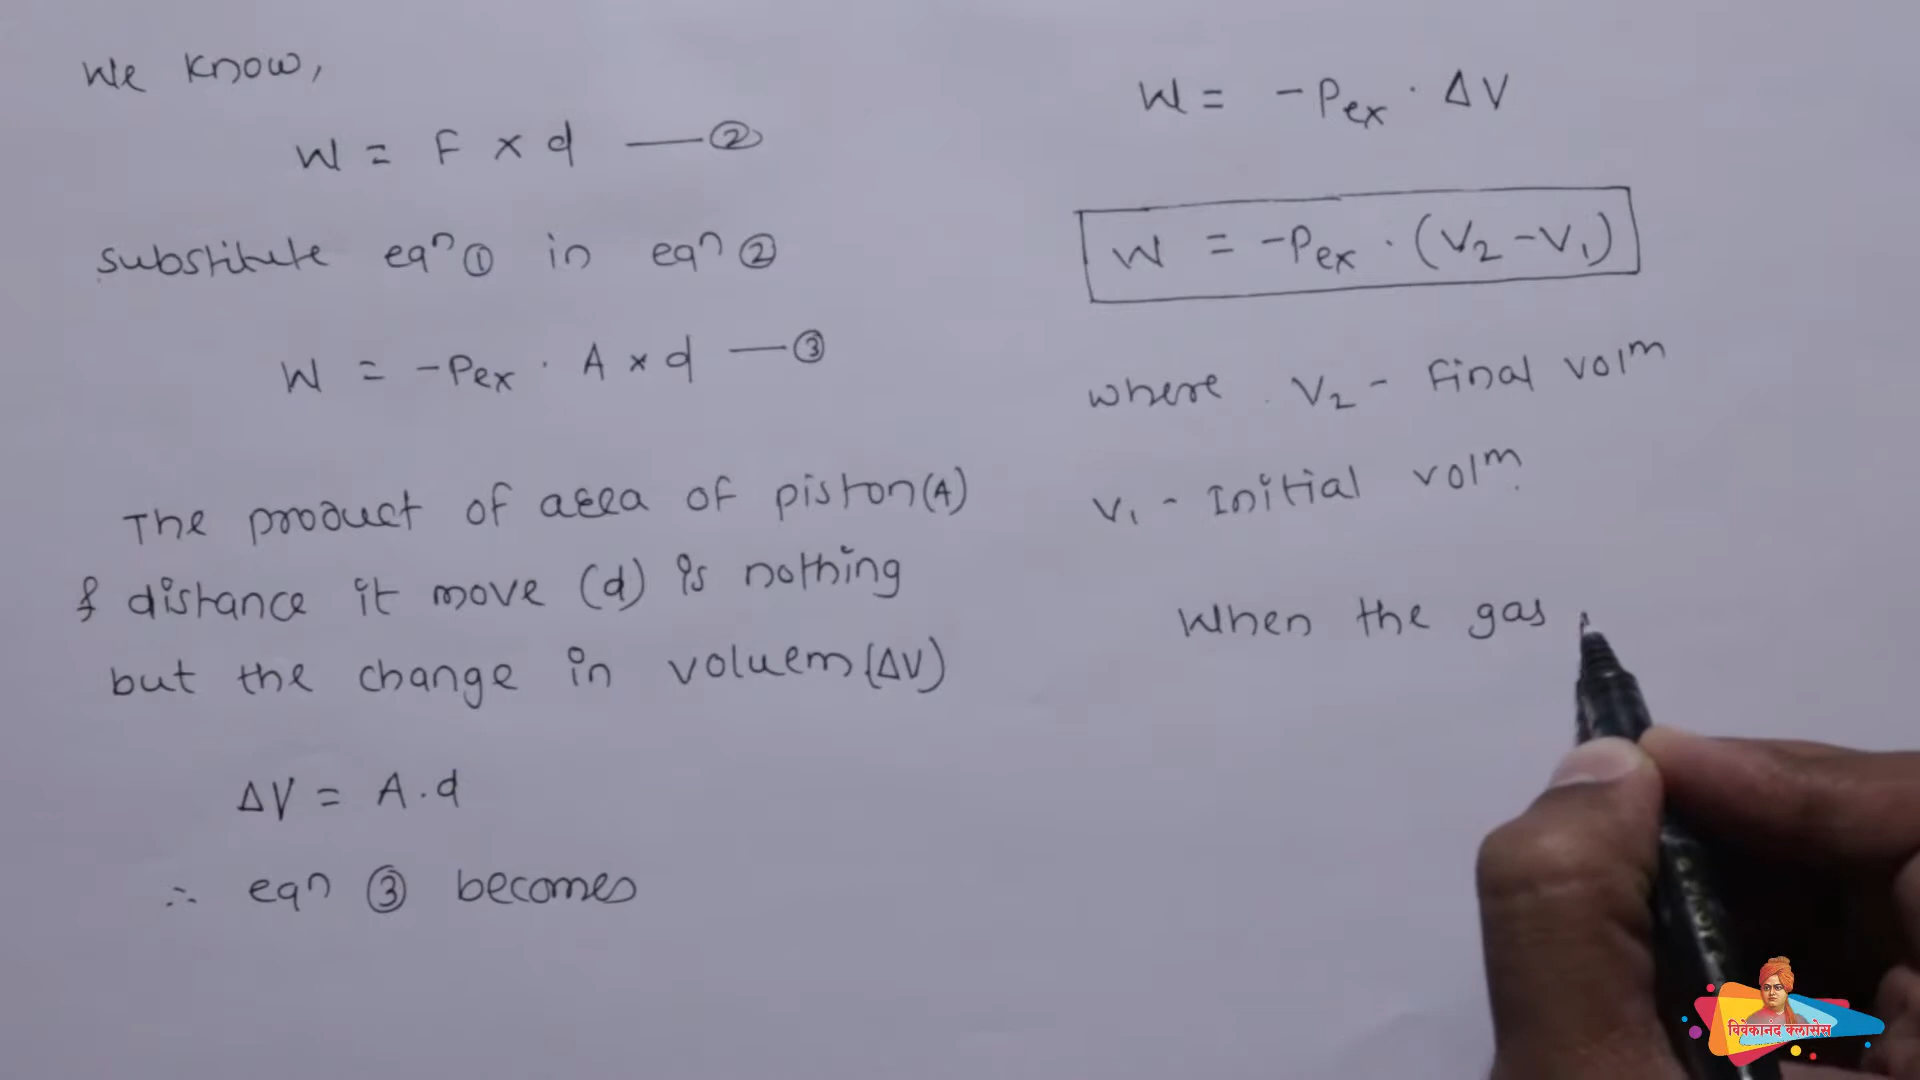 We know,
W = F × d —②
substitute eqⁿ ① in eqⁿ ②
W = -Pex . A × d —③
The product of area of piston(A)
& distance it move (d) is nothing
but the change in voluem(ΔV)
ΔV = A.d
∴ eqn ③ becomes
W = -Pex · ΔV
W = -Pex · (V₂-V₁)
where V₂ - Final volᵐ
V₁ - Initial volᵐ.
When the gas
विवेकानंद क्लासेस